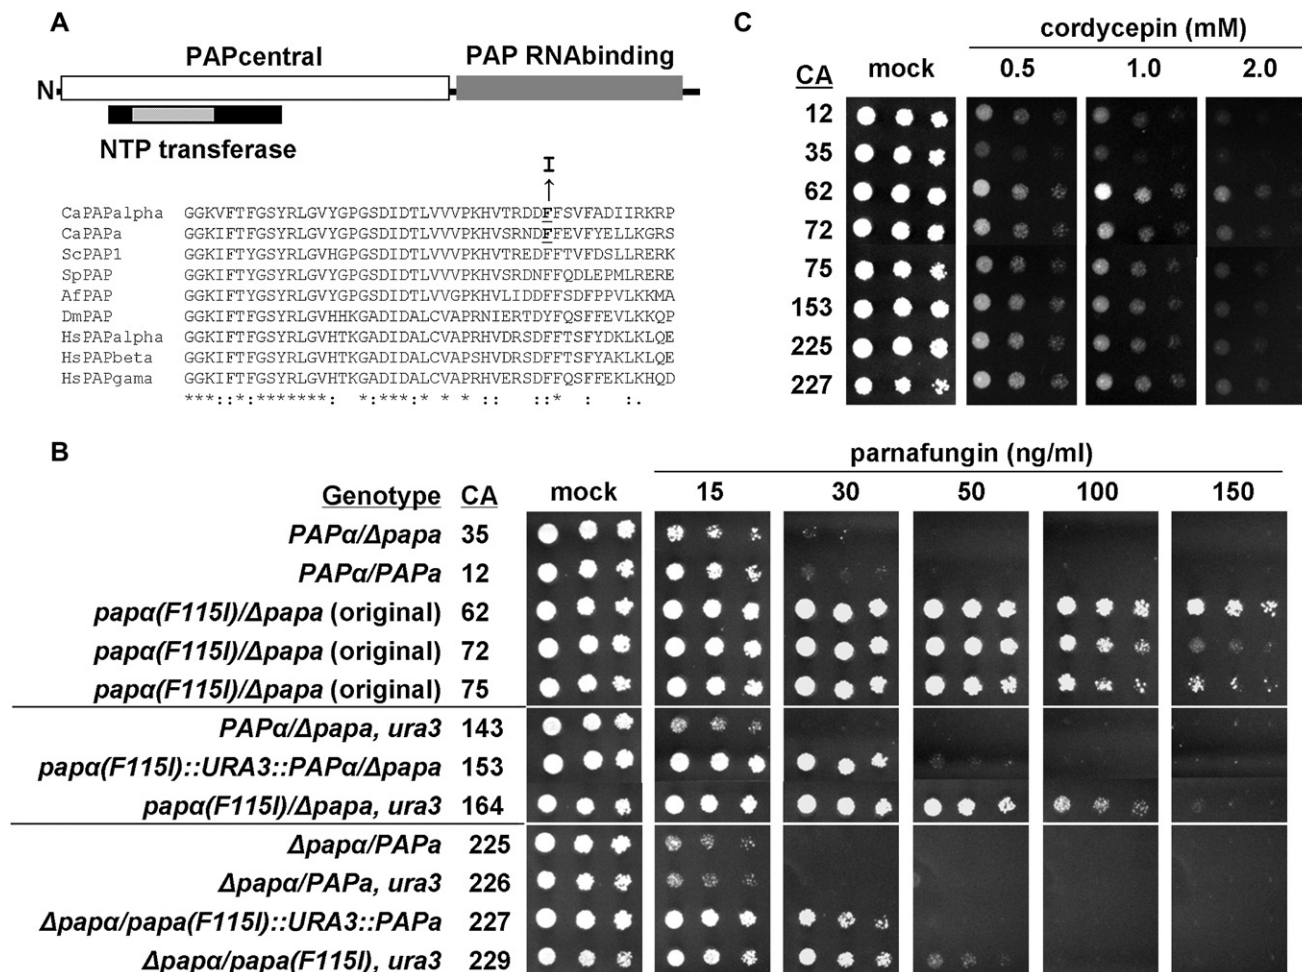 A
PAPcentral PAP RNAbinding
N
NTP transferase
I
CaPAPalpha GGKVFTFGSYRLGVYGPGSDIDTLVVVPKHVTRDDFFSVFADIIRKRP
CaPAPa GGKIFTYGSYRLGVYGPGSDIDTLVVVPKHVSRNDFFEVFYELLKGRS
ScPAP1 GGKIFTFGSYRLGVHGPGSDIDTLVVVPKHVTREDFFTVFDSLLRERK
SpPAP GGKIFTYGSYRLGVYGPGSDIDTLVVVPKHVSRDNFFQDLEPMLRERE
AfPAP GGKIFTFGSYRLGVYGPGSDIDTLVVGPKHVLIDDFFSDFPPVLKKMA
DmPAP GGKIFTFGSYRLGVHHKGADIDALCVAPRNIERTDYFQSFFEVLKKQP
HsPAPalpha GGKIFTFGSYRLGVHTKGADIDALCVAPRHVDRSDFFTSFYDKLKLQE
HsPAPbeta GGKIFTFGSYRLGVHTKGADIDALCVAPSHVDRSDFFTSFYAKLKLQE
HsPAPgama GGKIFTFGSYRLGVHTKGADIDALCVAPRHVERSDFFQSFFEKLKHQD
***::*:******* *:***:* * * :: ::* : :.
C
cordycepin (mM)
CA mock 0.5 1.0 2.0
12
35
62
72
75
153
225
227
B
parnafungin (ng/ml)
Genotype CA mock 15 30 50 100 150
PAPα/Δpapa 35
PAPα/PAPa 12
papα(F115I)/Δpapa (original) 62
papα(F115I)/Δpapa (original) 72
papα(F115I)/Δpapa (original) 75
PAPα/Δpapa, ura3 143
papα(F115I)::URA3::PAPα/Δpapa 153
papα(F115I)/Δpapa, ura3 164
Δpapα/PAPa 225
Δpapα/PAPa, ura3 226
Δpapα/papa(F115I)::URA3::PAPa 227
Δpapα/papa(F115I), ura3 229